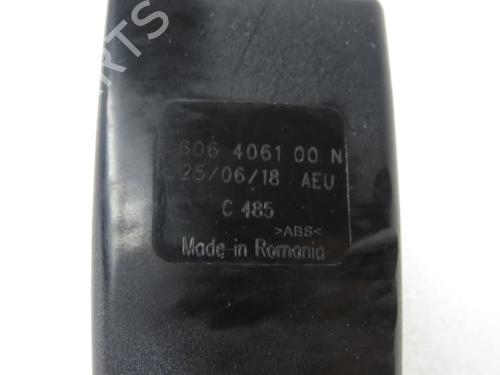 606 4061 00 N
25/06/18 AEU
C 485
>ABS<
Made in Romania